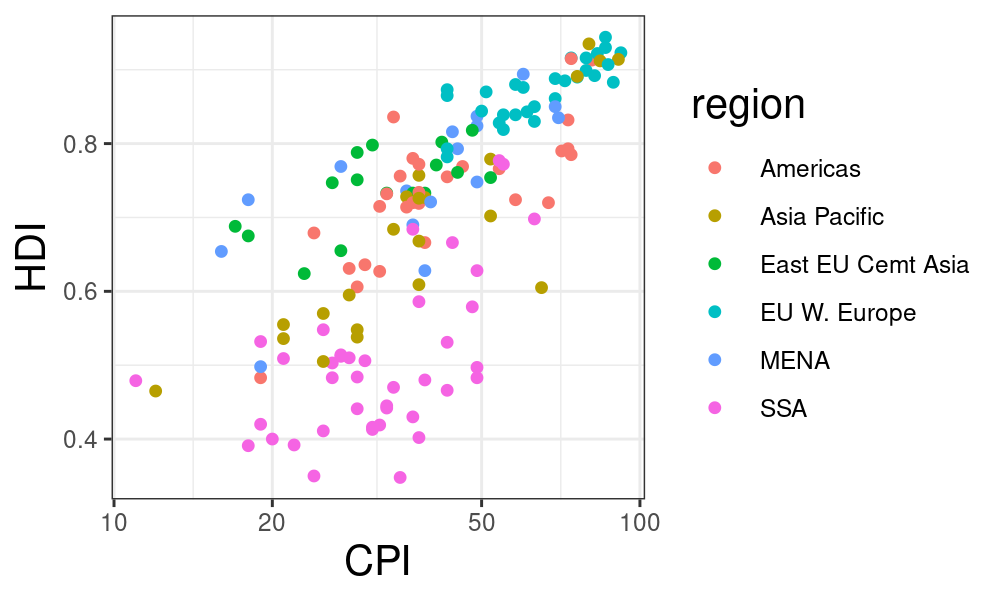 HDI
0.8
0.6
0.4
10 20 50 100
CPI
region
Americas
Asia Pacific
East EU Cemt Asia
EU W. Europe
MENA
SSA